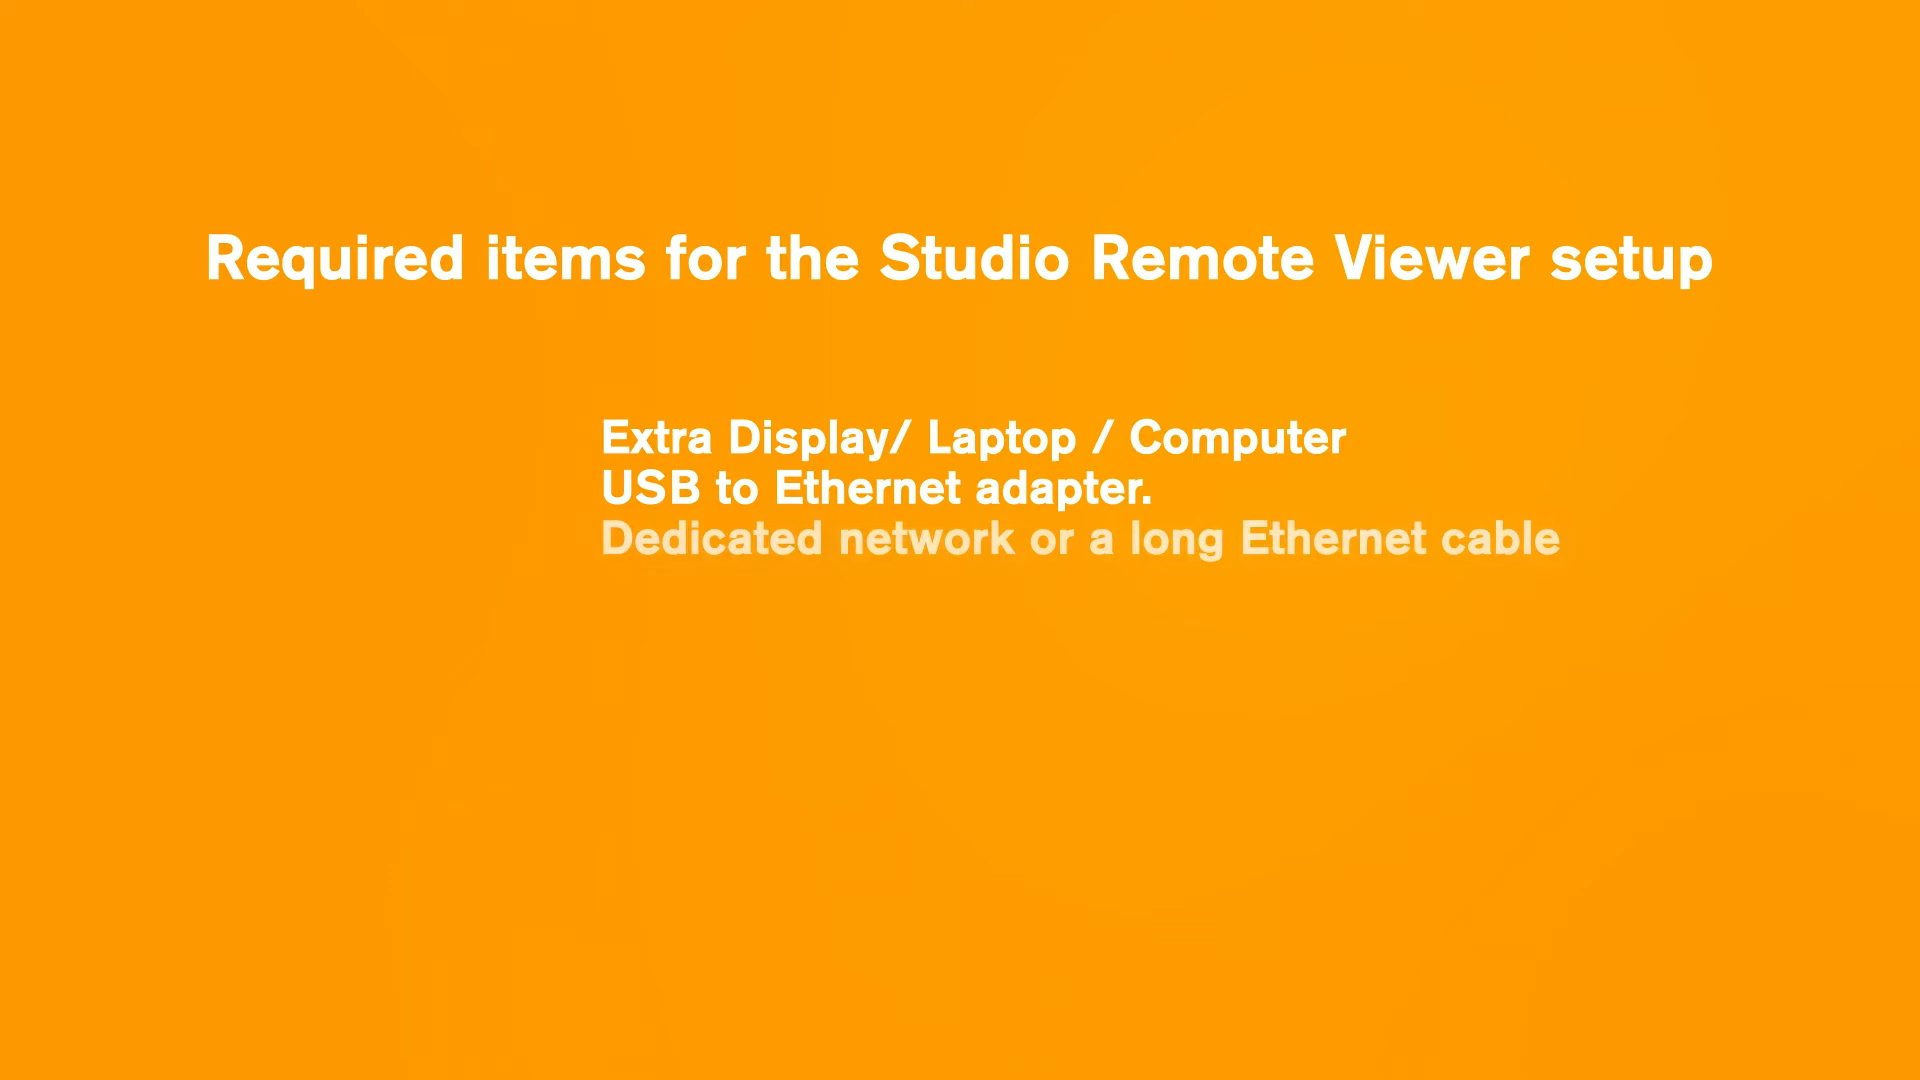 Required items for the Studio Remote Viewer setup
Extra Display/ Laptop / Computer
USB to Ethernet adapter.
Dedicated network or a long Ethernet cable